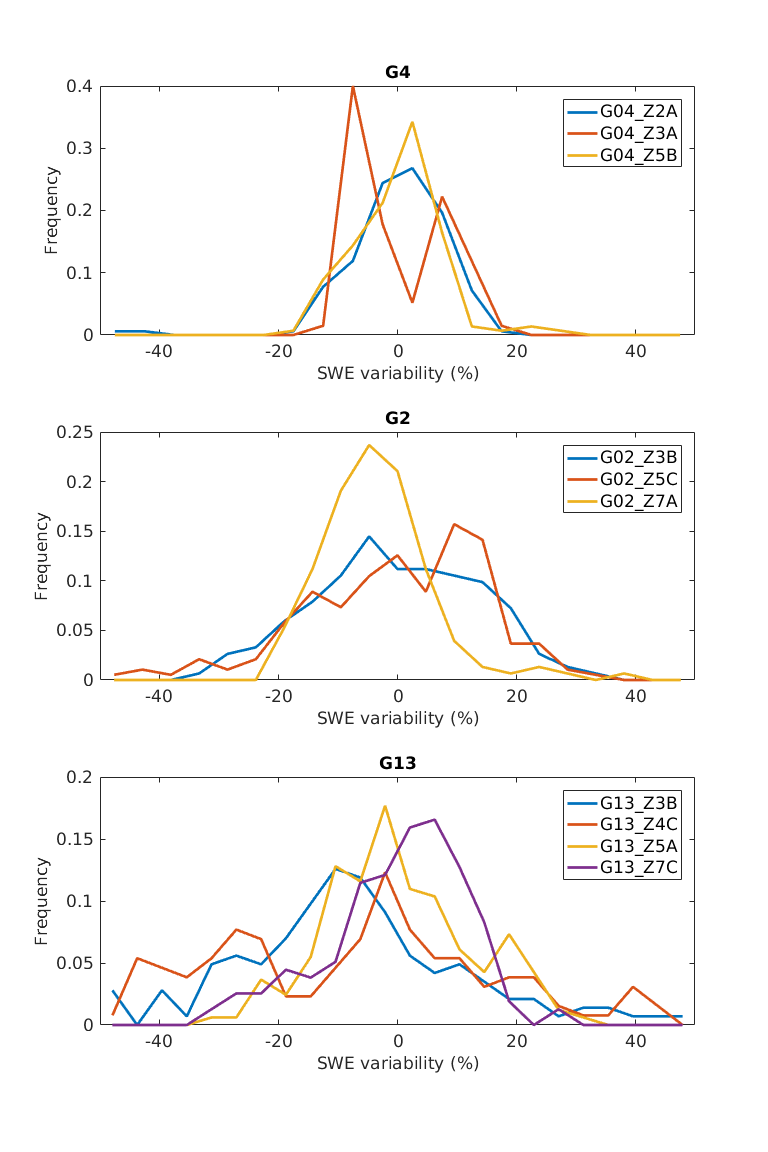 G4
0.4
0.3
0.2
0.1
0
Frequency
G04_Z2A
G04_Z3A
G04_Z5B
-40 -20 0 20 40
SWE variability (%)
G2
0.25
0.2
0.15
0.1
0.05
0
Frequency
G02_Z3B
G02_Z5C
G02_Z7A
-40 -20 0 20 40
SWE variability (%)
G13
0.2
0.15
0.1
0.05
0
Frequency
G13_Z3B
G13_Z4C
G13_Z5A
G13_Z7C
-40 -20 0 20 40
SWE variability (%)